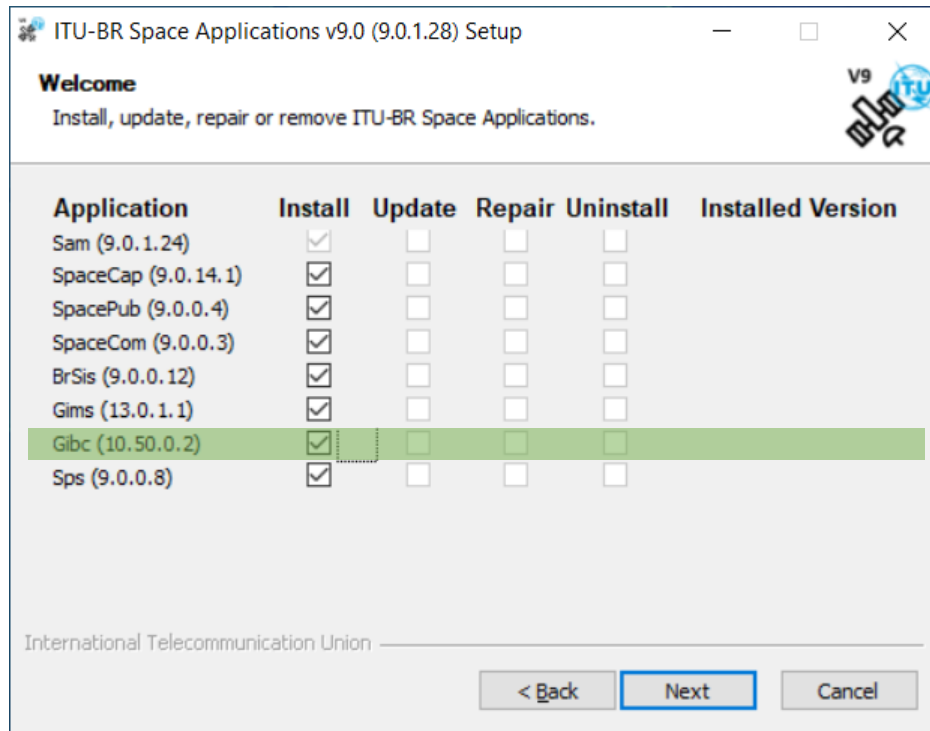 ITU-BR Space Applications v9.0 (9.0.1.28) Setup
Welcome
Install, update, repair or remove ITU-BR Space Applications.
V9
ITU
Application Install Update Repair Uninstall Installed Version
Sam (9.0.1.24)
SpaceCap (9.0.14.1)
SpacePub (9.0.0.4)
SpaceCom (9.0.0.3)
BrSis (9.0.0.12)
Gims (13.0.1.1)
Gibc (10.50.0.2)
Sps (9.0.0.8)
International Telecommunication Union
< Back Next Cancel